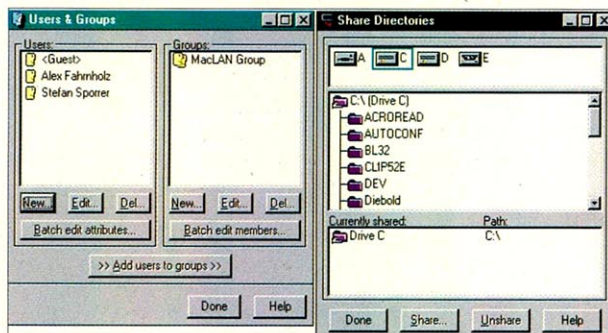 Users & Groups
Users:
<Guest>
Alex Fahrnholz
Stefan Sporrer
New...
Edit...
Del...
Batch edit attributes...
Groups:
MacLAN Group
New...
Edit...
Del...
Batch edit members...
>> Add users to groups >>
Done
Help
Share Directories
A
C
D
E
C:\ (Drive C)
ACROREAD
AUTOCONF
BL32
CLIP52E
DEV
Diebold
Currently shared:
Path:
Drive C
C:\
Done
Share...
Unshare
Help